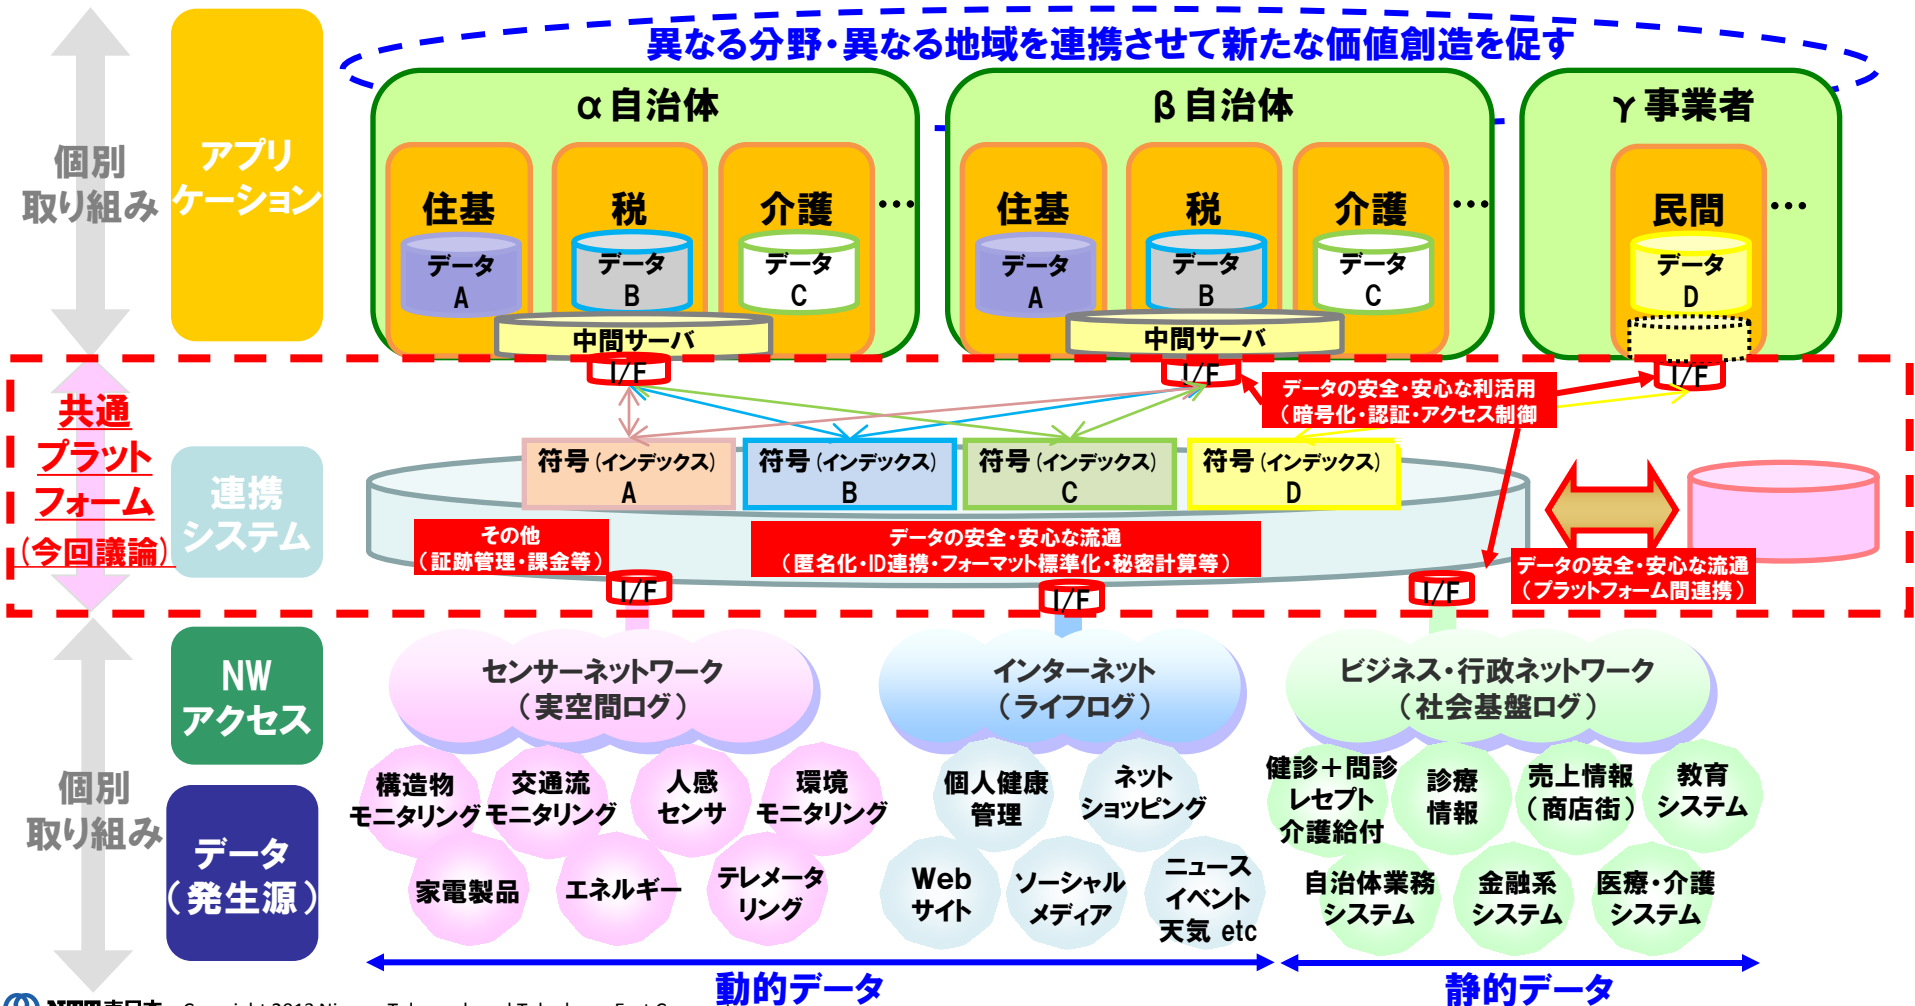 異なる分野・異なる地域を連携させて新たな価値創造を促す
個別
取り組み
アプリ
ケーション
α自治体
住基
データ
A
税
データ
B
介護
データ
C
…
中間サーバ
I/F
β自治体
住基
データ
A
税
データ
B
介護
データ
C
…
中間サーバ
I/F
γ事業者
民間
データ
D
…
I/F
共通
プラット
フォーム
(今回議論)
連携
システム
データの安全・安心な利活用
(暗号化・認証・アクセス制御
符号(インデックス)
A
符号(インデックス)
B
符号(インデックス)
C
符号(インデックス)
D
その他
(証跡管理・課金等)
データの安全・安心な流通
(匿名化・ID連携・フォーマット標準化・秘密計算等)
データの安全・安心な流通
(プラットフォーム間連携)
I/F
I/F
I/F
個別
取り組み
NW
アクセス
センサーネットワーク
(実空間ログ)
インターネット
(ライフログ)
ビジネス・行政ネットワーク
(社会基盤ログ)
データ
(発生源)
構造物
モニタリング
交通流
モニタリング
人感
センサ
環境
モニタリング
家電製品
エネルギー
テレメータ
リング
個人健康
管理
ネット
ショッピング
Web
サイト
ソーシャル
メディア
ニュース
イベント
天気 etc
健診+問診
レセプト
介護給付
診療
情報
売上情報
(商店街)
教育
システム
自治体業務
システム
金融系
システム
医療・介護
システム
動的データ
静的データ